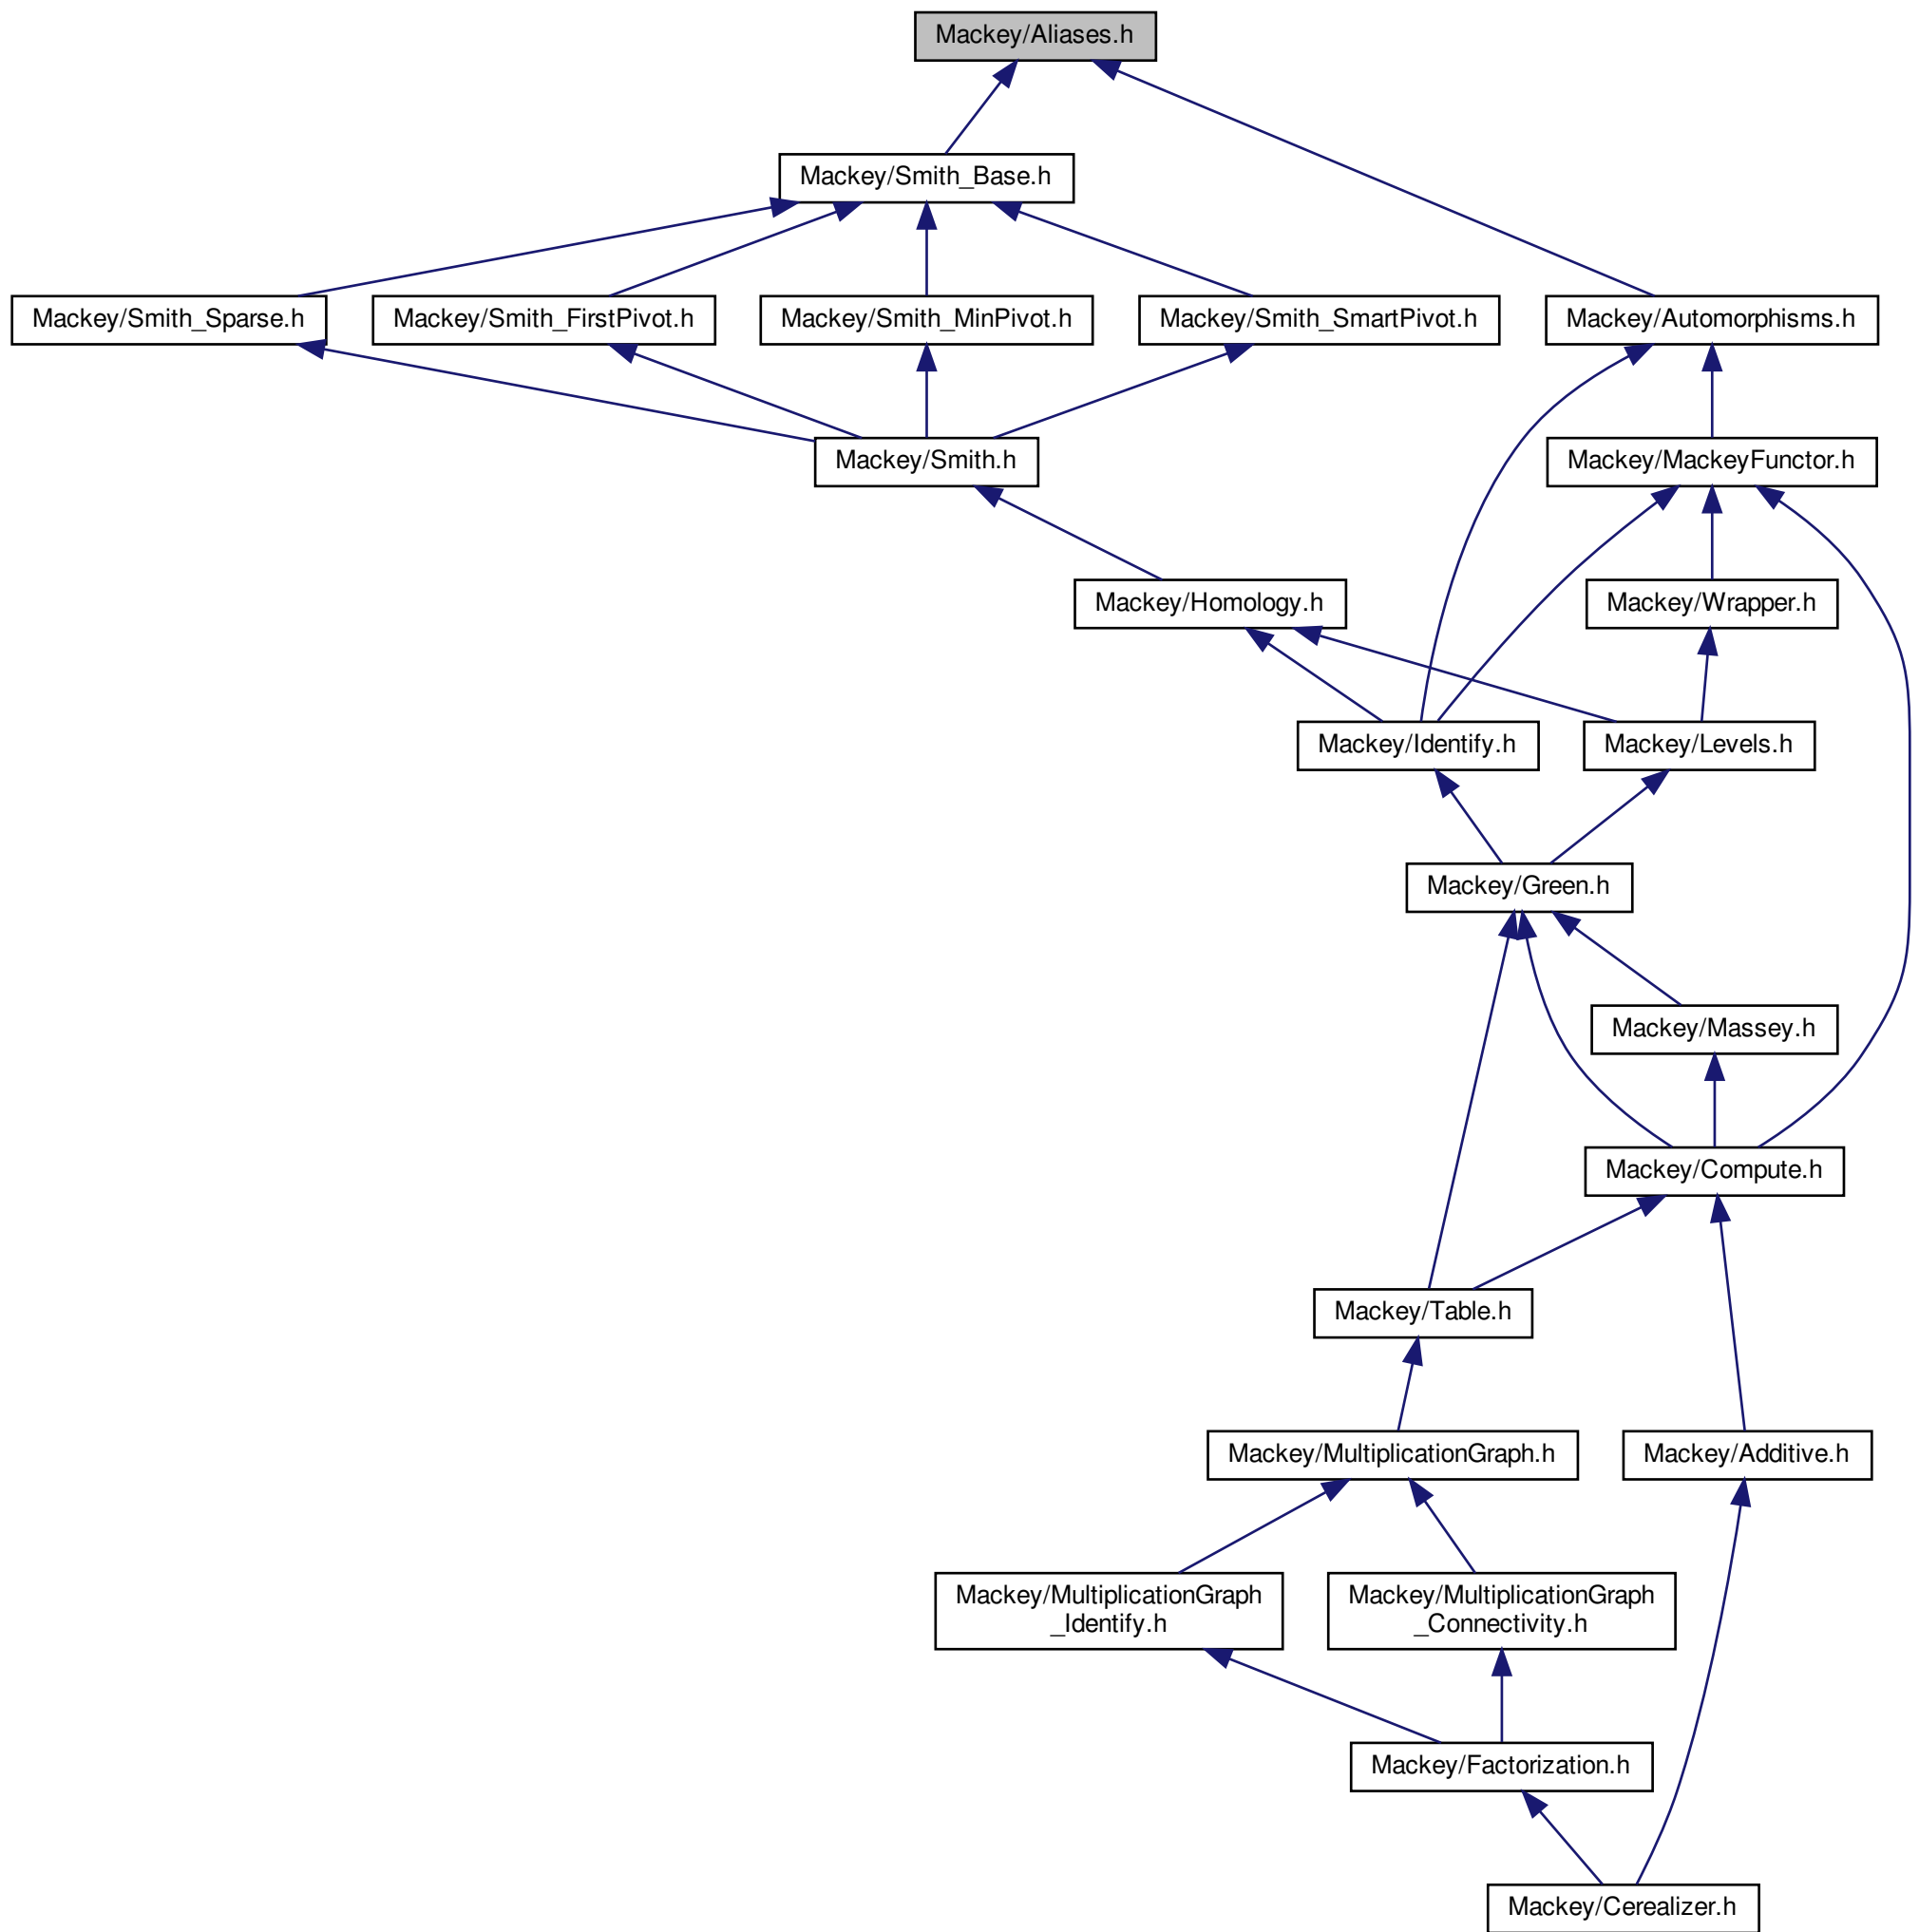 Mackey/Aliases.h
Mackey/Smith_Base.h
Mackey/Smith_Sparse.h
Mackey/Smith_FirstPivot.h
Mackey/Smith_MinPivot.h
Mackey/Smith_SmartPivot.h
Mackey/Automorphisms.h
Mackey/Smith.h
Mackey/MackeyFunctor.h
Mackey/Homology.h
Mackey/Wrapper.h
Mackey/Identify.h
Mackey/Levels.h
Mackey/Green.h
Mackey/Massey.h
Mackey/Compute.h
Mackey/Table.h
Mackey/MultiplicationGraph.h
Mackey/Additive.h
Mackey/MultiplicationGraph
_Identify.h
Mackey/MultiplicationGraph
_Connectivity.h
Mackey/Factorization.h
Mackey/Cerealizer.h